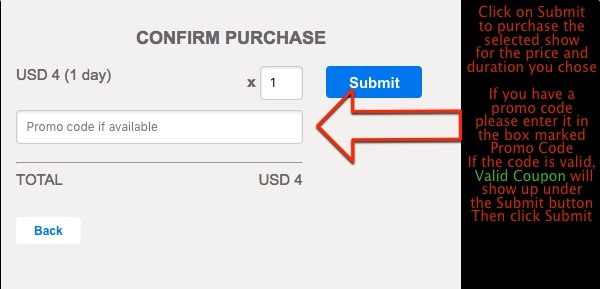 CONFIRM PURCHASE
USD 4 (1 day)
x 1
Submit
Promo code if available
TOTAL
USD 4
Back
Click on Submit
to purchase the
selected show
for the price and
duration you chose
If you have a
promo code
please enter it in
the box marked
Promo Code
If the code is valid,
Valid Coupon will
show up under
the Submit button
Then click Submit